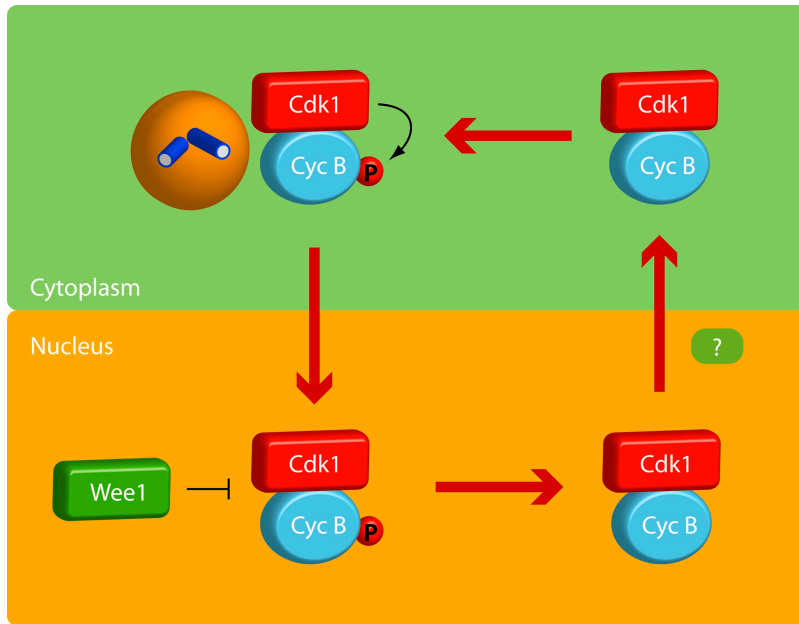 Cdk1
Cyc B
P
Cdk1
Cyc B
Cytoplasm
Nucleus
?
Wee1
Cdk1
Cyc B
P
Cdk1
Cyc B